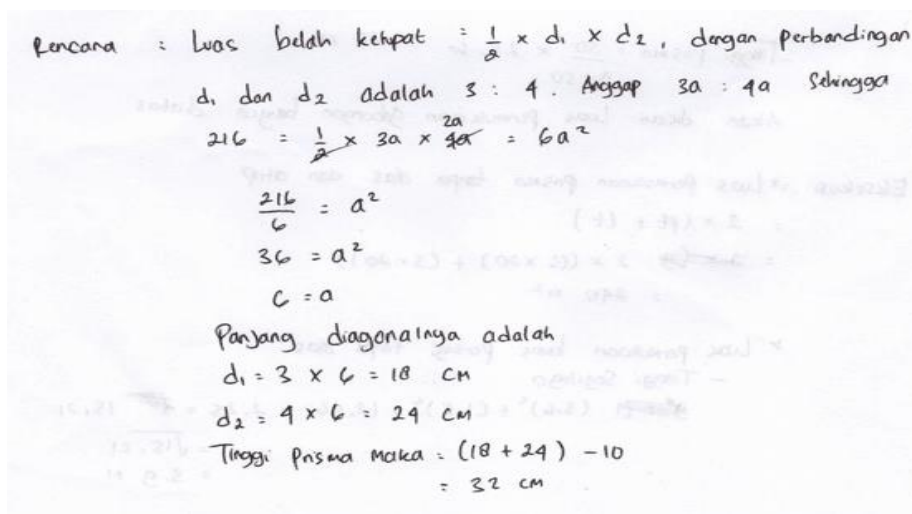 Rencana : Luas belah ketupat = 1/2 x d1 x d2, dengan Perbandingan
d1 dan d2 adalah 3 : 4. Anggap 3a : 4a Sehingga
216 = 1/2 x 3a x 4a 2a = 6a²
216/6 = a²
36 = a²
6 = a
Panjang diagonalnya adalah
d1 = 3 x 6 = 18 cm
d2 = 4 x 6 = 24 cm
Tinggi Prisma maka = (18 + 24) - 10
= 32 cm